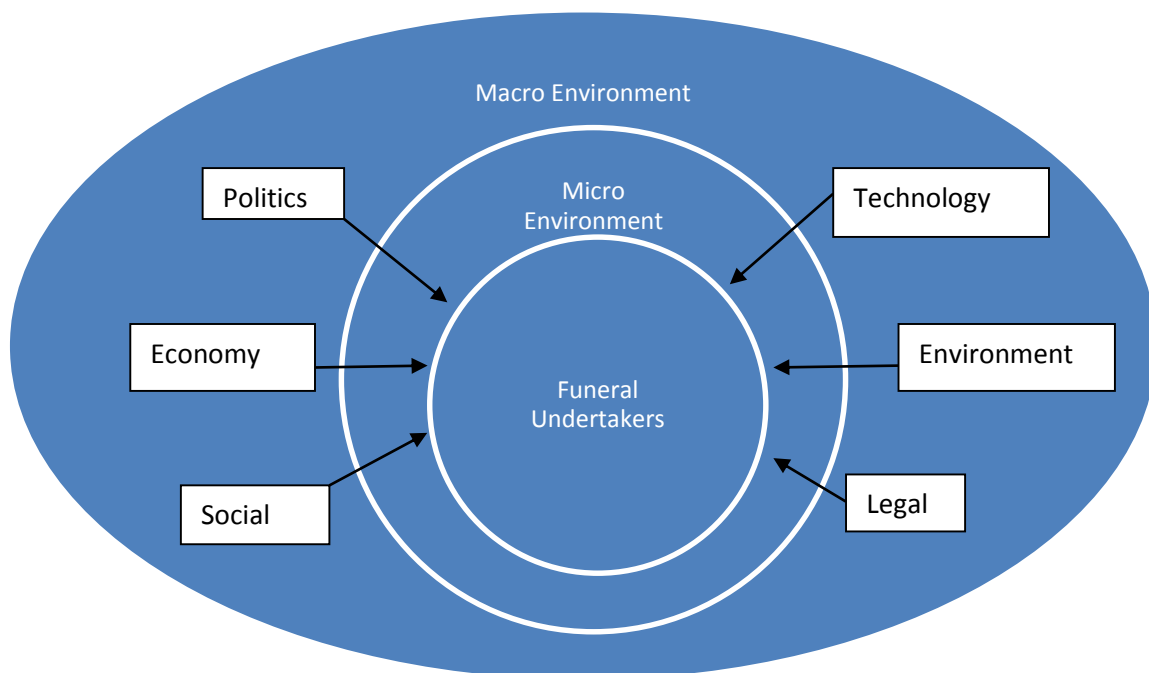 Macro Environment
Politics
Technology
Micro
Environment
Economy
Environment
Funeral
Undertakers
Social
Legal